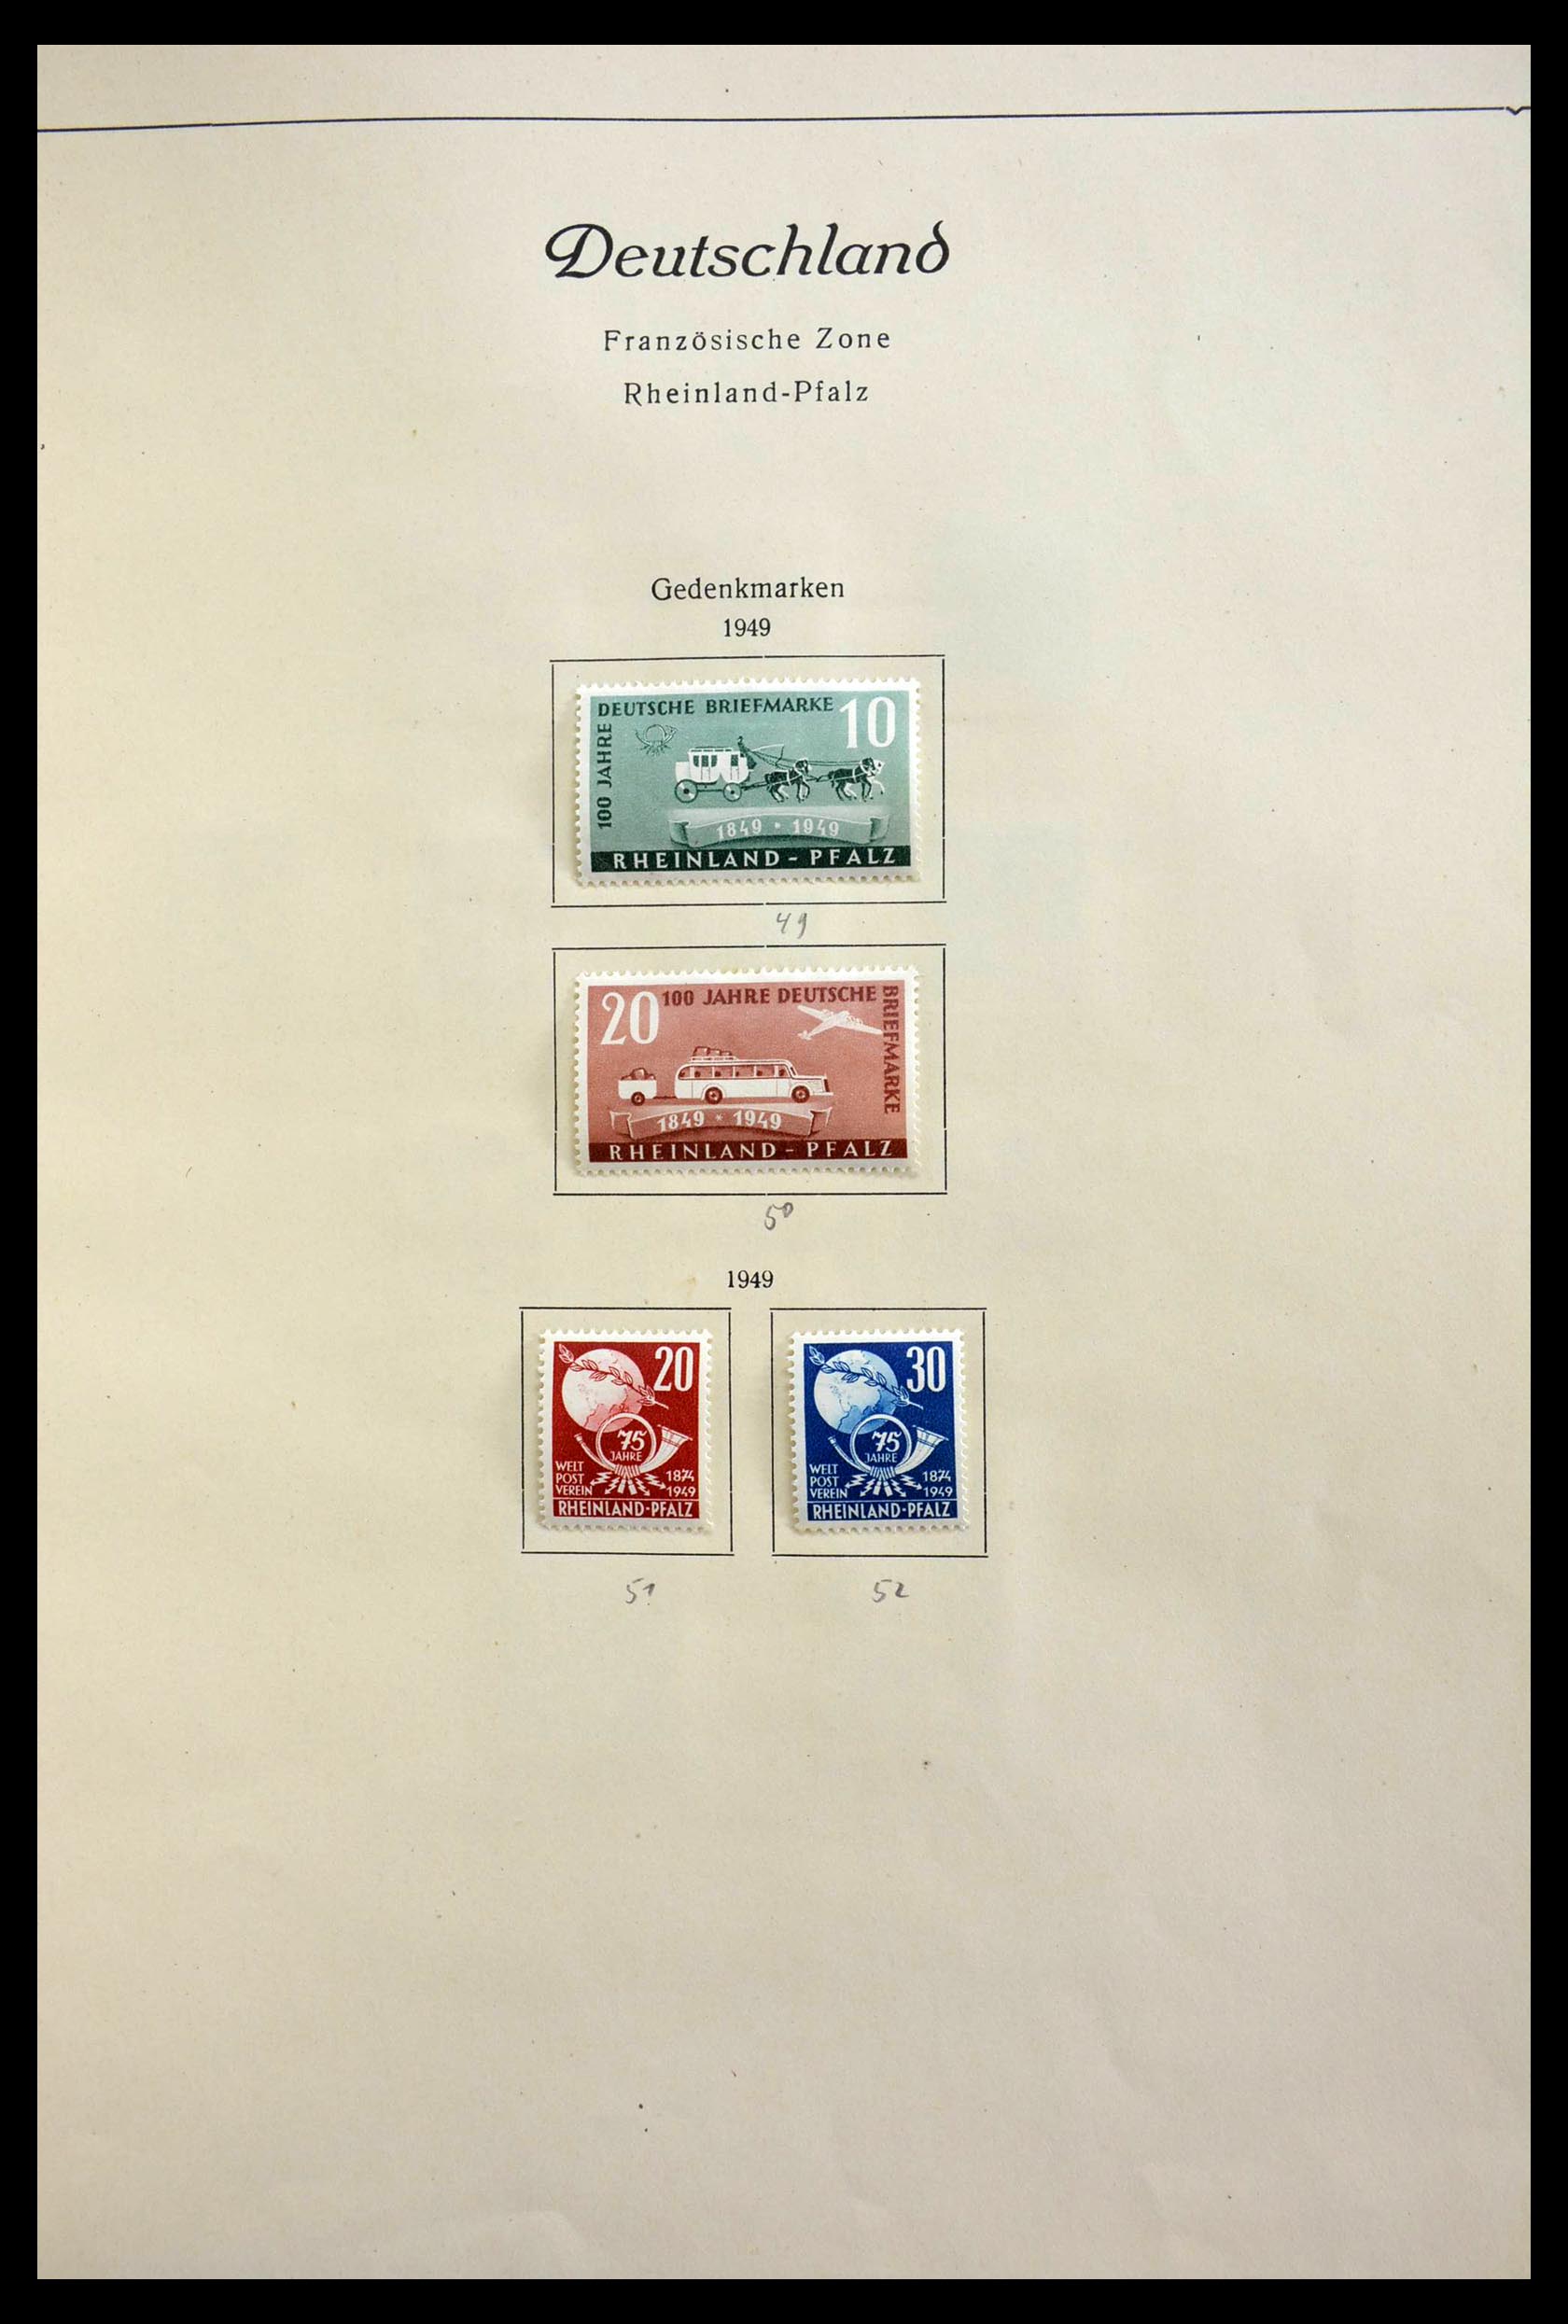 Deutschland
Französische Zone
Rheinland-Pfalz
Gedenkmarken
1949
DEUTSCHE BRIEFMARKE 10
100 JAHRE
1849 • 1949
RHEINLAND - PFALZ
49
20 100 JAHRE DEUTSCHE
BRIEFMARKE
1849 * 1949
RHEINLAND - PFALZ
50
1949
20
75
JAHRE
WELT
POST
VEREIN
1874
1949
RHEINLAND-PFALZ
30
75
JAHRE
WELT
POST
VEREIN
1874
1949
RHEINLAND-PFALZ
51
52